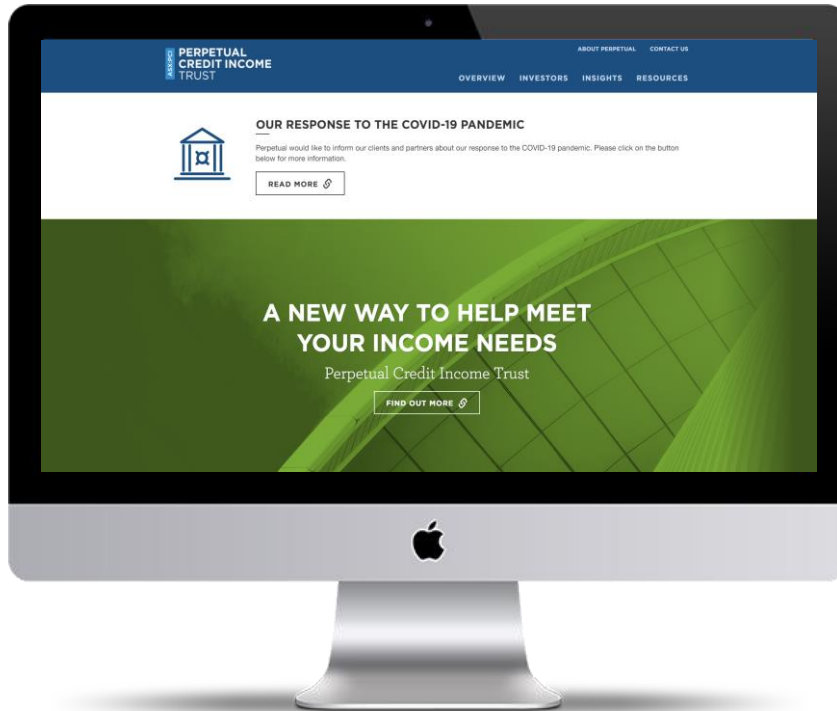 ASX:PCI
PERPETUAL
CREDIT INCOME
TRUST
ABOUT PERPETUAL CONTACT US
OVERVIEW INVESTORS INSIGHTS RESOURCES
OUR RESPONSE TO THE COVID-19 PANDEMIC
Perpetual would like to inform our clients and partners about our response to the COVID-19 pandemic. Please click on the button
below for more information.
READ MORE
A NEW WAY TO HELP MEET
YOUR INCOME NEEDS
Perpetual Credit Income Trust
FIND OUT MORE